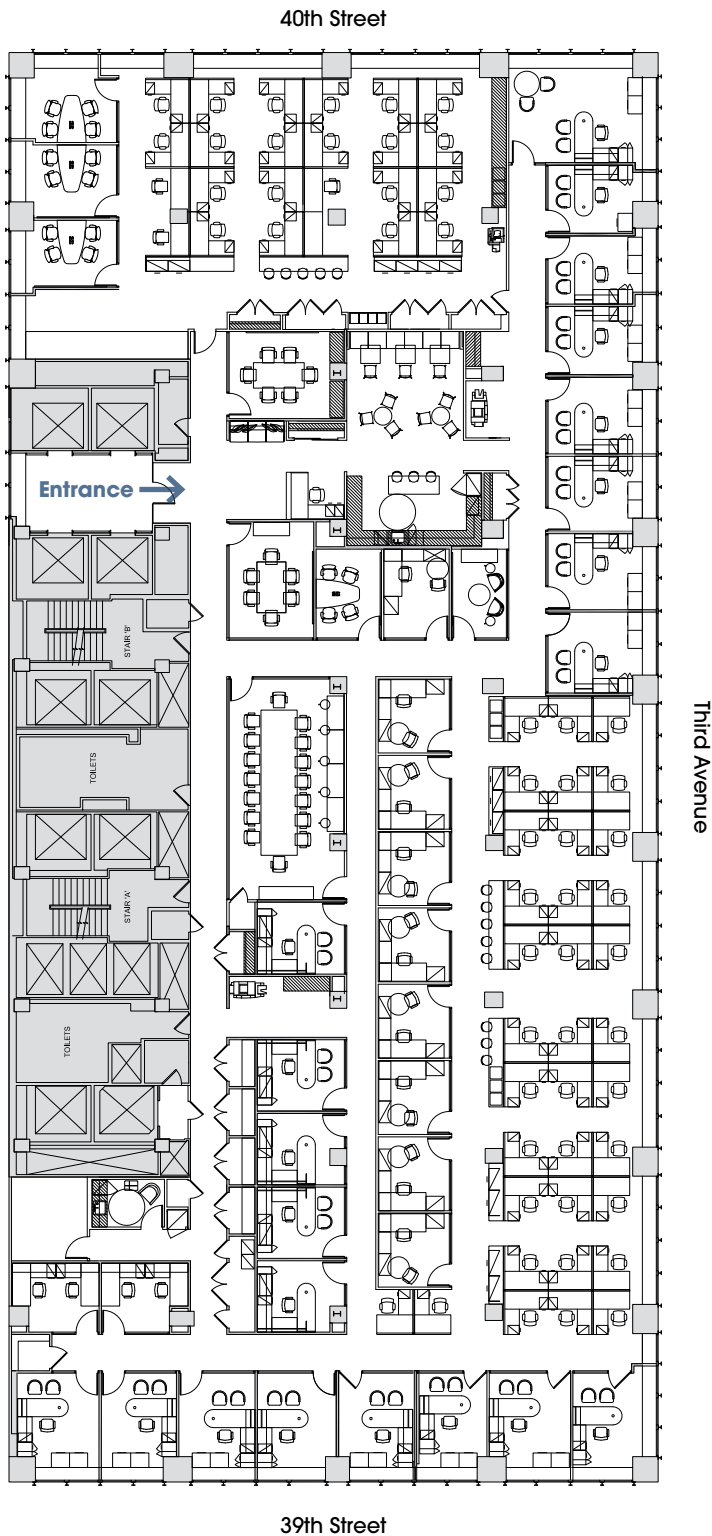 40th Street
Entrance
STAIR 'B'
TOILETS
Third Avenue
STAIR 'A'
TOILETS
39th Street